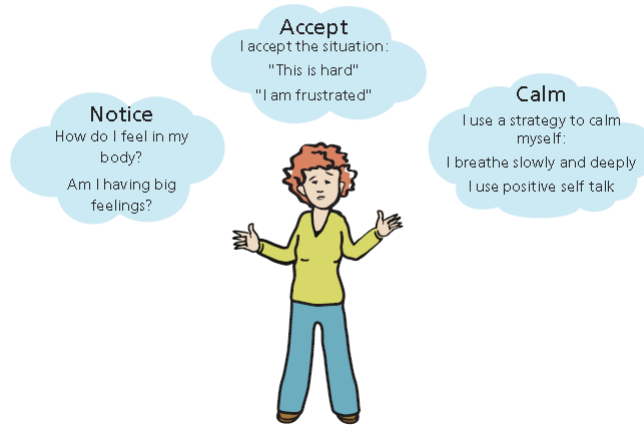 Notice
How do I feel in my
body?
Am I having big
feelings?
Accept
I accept the situation:
"This is hard"
"I am frustrated"
Calm
I use a strategy to calm
myself:
I breathe slowly and deeply
I use positive self talk